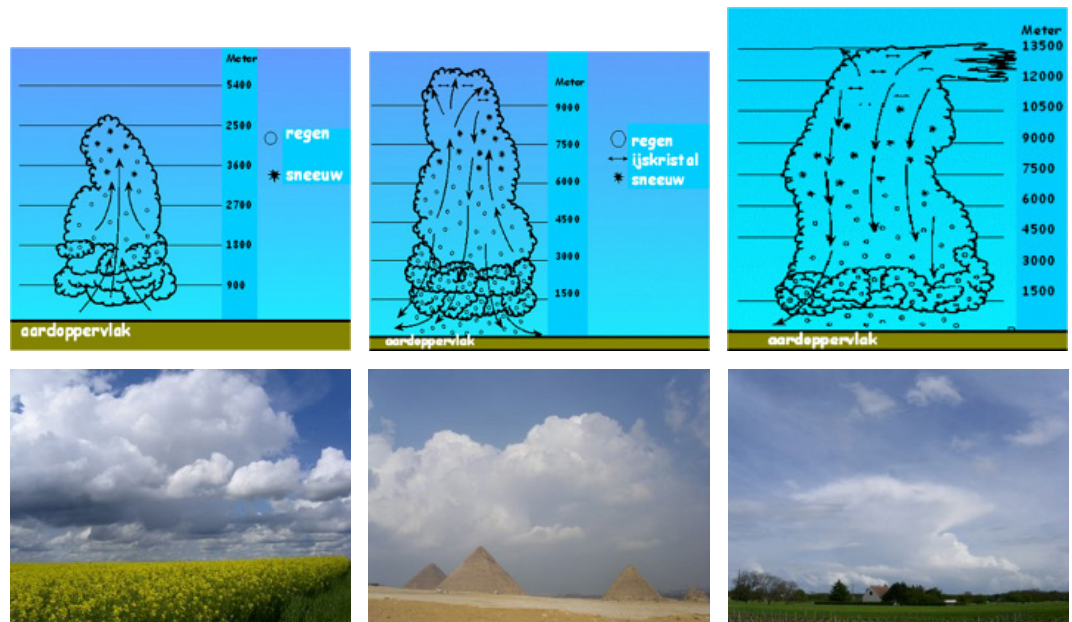 Meter
5400
2500
3600
2700
1800
900
regen
sneeuw
aardoppervlak
Meter
9000
7500
6000
4500
3000
1500
regen
ijskristal
sneeuw
aardoppervlak
Meter
13500
12000
10500
9000
7500
6000
4500
3000
1500
aardoppervlak